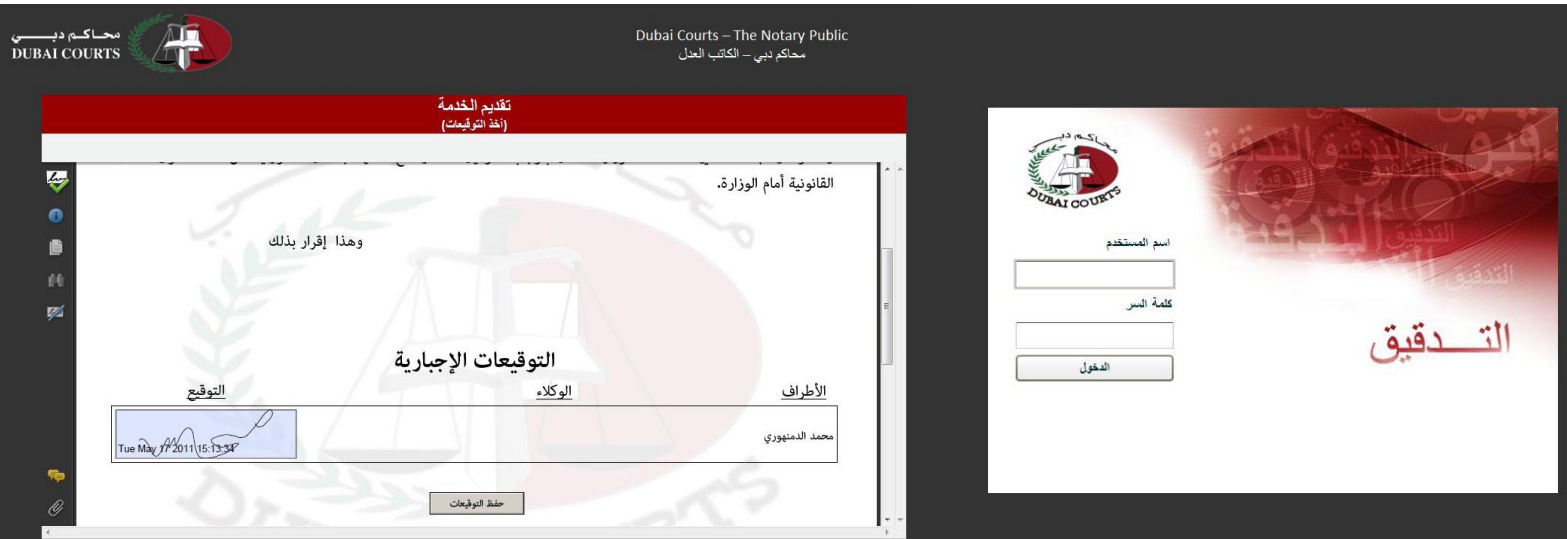 محاكم دبي
DUBAI COURTS
Dubai Courts – The Notary Public
محاكم دبي – الكاتب العدل
تقديم الخدمة
(أخذ التوقيعات)
القانونية أمام الوزارة.
وهذا إقرار بذلك
التوقيعات الإجبارية
الأطراف الوكلاء التوقيع
محمد الدمنهوري
Tue May 17 2011 15:13:34
حفظ التوقيعات
محاكم دبي
DUBAI COURTS
اسم المستخدم
كلمة السر
الدخول
التدقيق